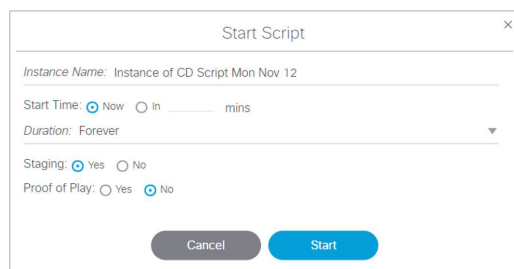 Start Script
Instance Name: Instance of CD Script Mon Nov 12
Start Time: Now In mins
Duration: Forever
Staging: Yes No
Proof of Play: Yes No
Cancel Start